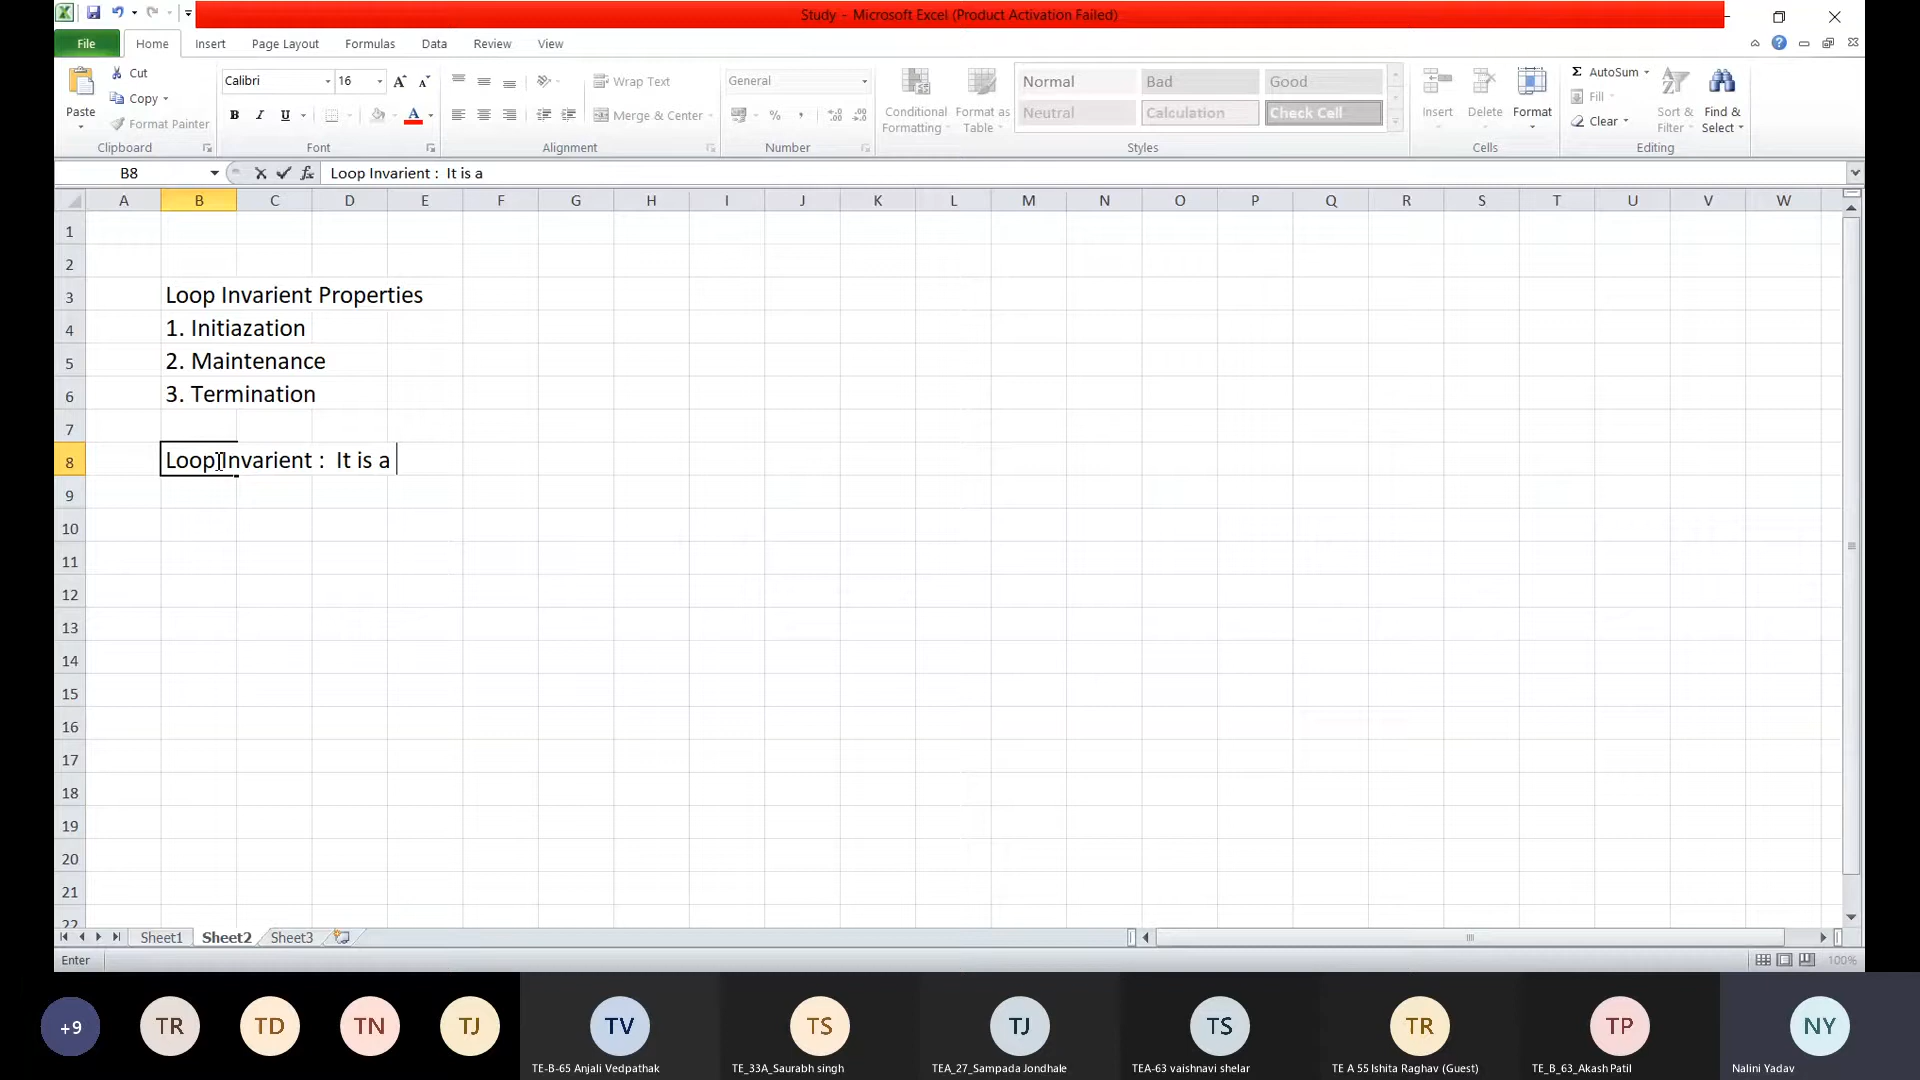 Study - Microsoft Excel (Product Activation Failed)
File Home Insert Page Layout Formulas Data Review View
Paste
Cut
Copy
Format Painter
Clipboard
Calibri 16
B I U
Font
Wrap Text
Merge & Center
Alignment
General
%
Number
Conditional Formatting
Format as Table
Normal Bad Good
Neutral Calculation Check Cell
Styles
Insert Delete Format
Cells
Σ AutoSum
Fill
Clear
Sort & Filter
Find & Select
Editing
B8 fx Loop Invarient : It is a
A B C D E F G H I J K L M N O P Q R S T U V W
1
2
3 Loop Invarient Properties
4 1. Initiazation
5 2. Maintenance
6 3. Termination
7
8 Loop Invarient : It is a
9
10
11
12
13
14
15
16
17
18
19
20
21
22
Sheet1 Sheet2 Sheet3
Enter 100%
+9 TR TD TN TJ TV TS TJ TS TR TP NY
TE-B-65 Anjali Vedpathak TE_33A_Saurabh singh TEA_27_Sampada Jondhale TEA-63 vaishnavi shelar TE A 55 Ishita Raghav (Guest) TE_B_63_Akash Patil Nalini Yadav